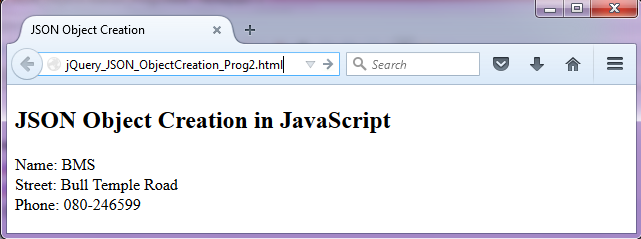 JSON Object Creation
jQuery_JSON_ObjectCreation_Prog2.html
Search
JSON Object Creation in JavaScript
Name: BMS
Street: Bull Temple Road
Phone: 080-246599